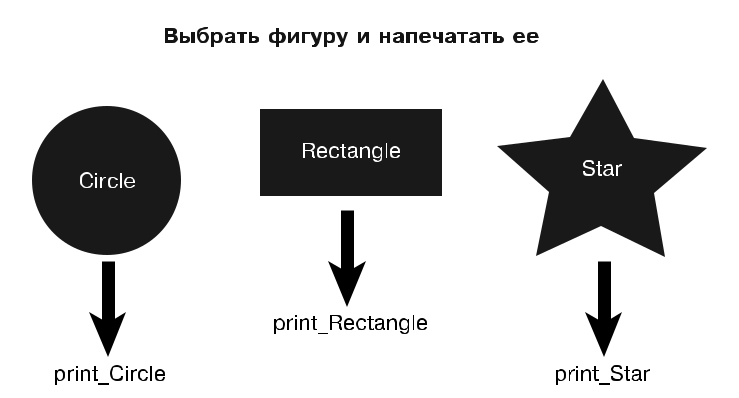 Выбрать фигуру и напечатать ее
Circle
Rectangle
Star
print_Circle
print_Rectangle
print_Star